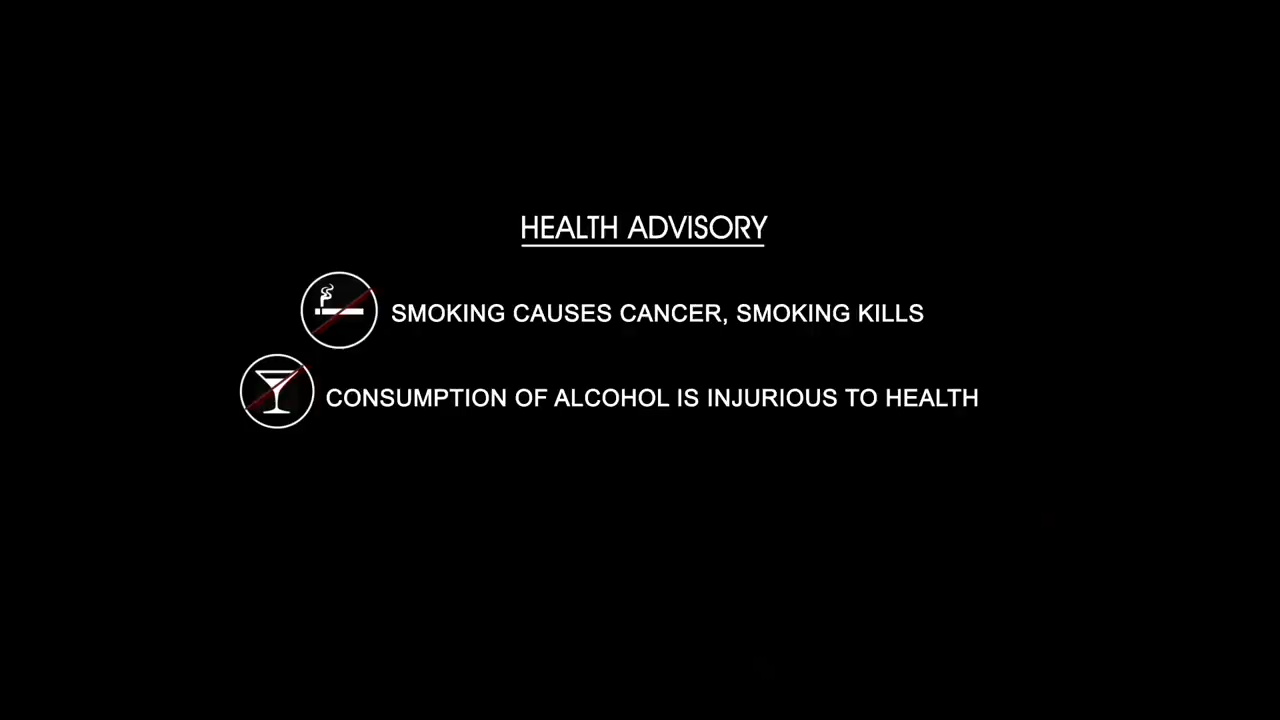 HEALTH ADVISORY
SMOKING CAUSES CANCER, SMOKING KILLS
CONSUMPTION OF ALCOHOL IS INJURIOUS TO HEALTH